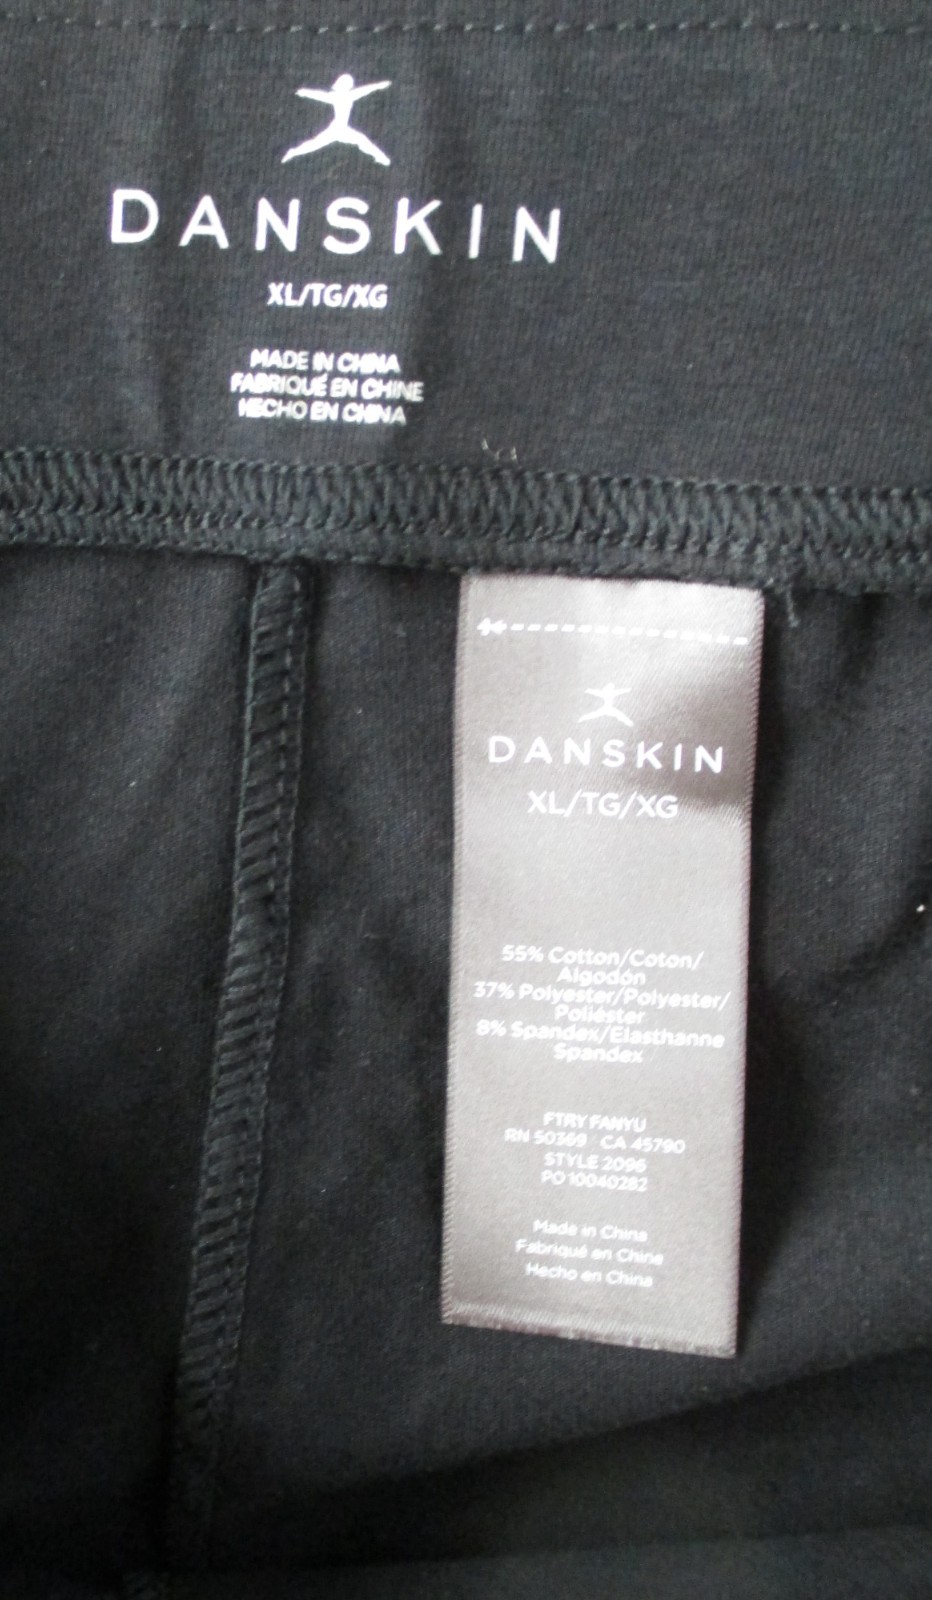 DANSKIN
XL/TG/XG
MADE IN CHINA
FABRIQUÉ EN CHINE
HECHO EN CHINA
DANSKIN
XL/TG/XG
55% Cotton/Coton/
Algodón
37% Polyester/Polyester/
Poliéster
8% Spandex/Elasthanne
Spandex
FTRY FANYU
RN 50369 CA 45790
STYLE 2096
PO 10040282
Made in China
Fabriqué en Chine
Hecho en China